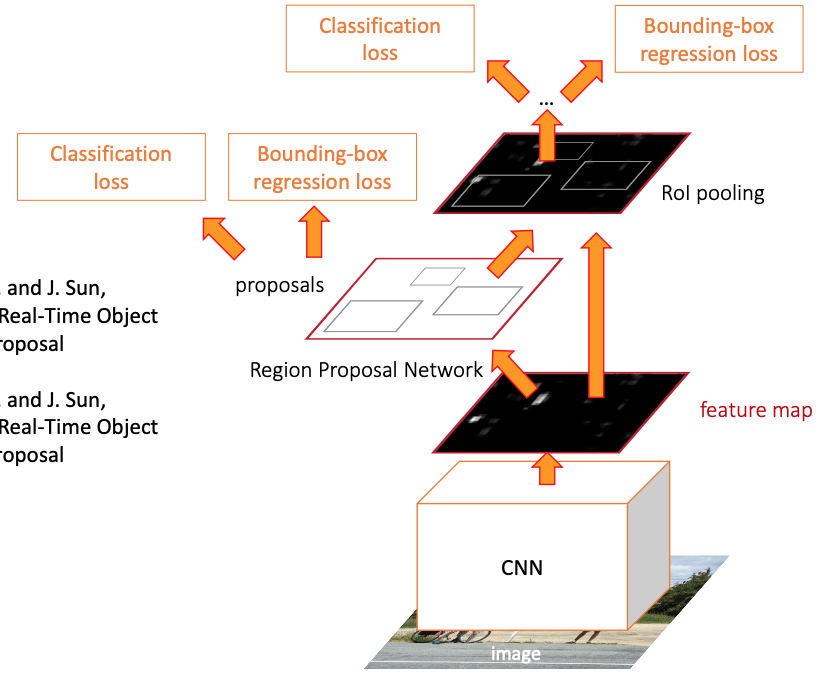 Classification
loss
Bounding-box
regression loss
...
Classification
loss
Bounding-box
regression loss
RoI pooling
proposals
. and J. Sun,
Real-Time Object
roposal
Region Proposal Network
. and J. Sun,
Real-Time Object
roposal
feature map
CNN
image